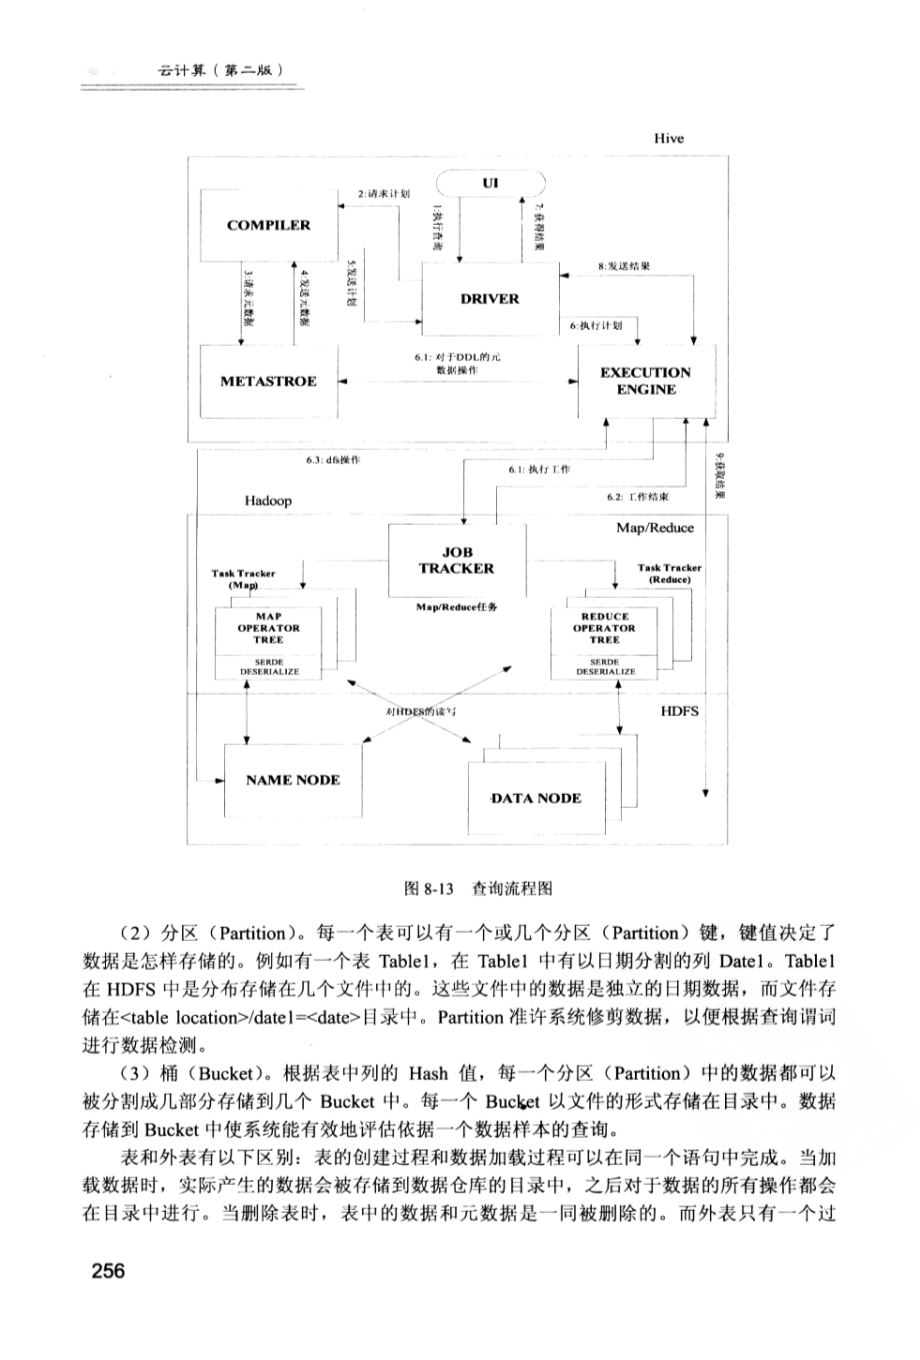 云计算（第二版）
Hive
UI
2:请求计划
COMPILER
1:执行查询
7:获得结果
3:请求元数据
4:发送元数据
5:发送计划
8:发送结果
DRIVER
6:执行计划
6.1: 对于DDL的元
数据操作
METASTROE
EXECUTION
ENGINE
6.3: dfs操作
6.1: 执行工作
9:获取结果
Hadoop
6.2: 工作结束
Map/Reduce
JOB
TRACKER
Task Tracker
(Map)
Task Tracker
(Reduce)
Map/Reduce任务
MAP
OPERATOR
TREE
SERDE
DESERIALIZE
REDUCE
OPERATOR
TREE
SERDE
DESERIALIZE
对HDFS的读写
HDFS
NAME NODE
DATA NODE
图 8-13 查询流程图
（2）分区（Partition）。每一个表可以有一个或几个分区（Partition）键，键值决定了
数据是怎样存储的。例如有一个表 Table1，在 Table1 中有以日期分割的列 Date1。Table1
在 HDFS 中是分布存储在几个文件中的。这些文件中的数据是独立的日期数据，而文件存
储在<table location>/date1=<date>目录中。Partition 准许系统修剪数据，以便根据查询谓词
进行数据检测。
（3）桶（Bucket）。根据表中列的 Hash 值，每一个分区（Partition）中的数据都可以
被分割成几部分存储到几个 Bucket 中。每一个 Bucket 以文件的形式存储在目录中。数据
存储到 Bucket 中使系统能有效地评估依据一个数据样本的查询。
表和外表有以下区别：表的创建过程和数据加载过程可以在同一个语句中完成。当加
载数据时，实际产生的数据会被存储到数据仓库的目录中，之后对于数据的所有操作都会
在目录中进行。当删除表时，表中的数据和元数据是一同被删除的。而外表只有一个过
256